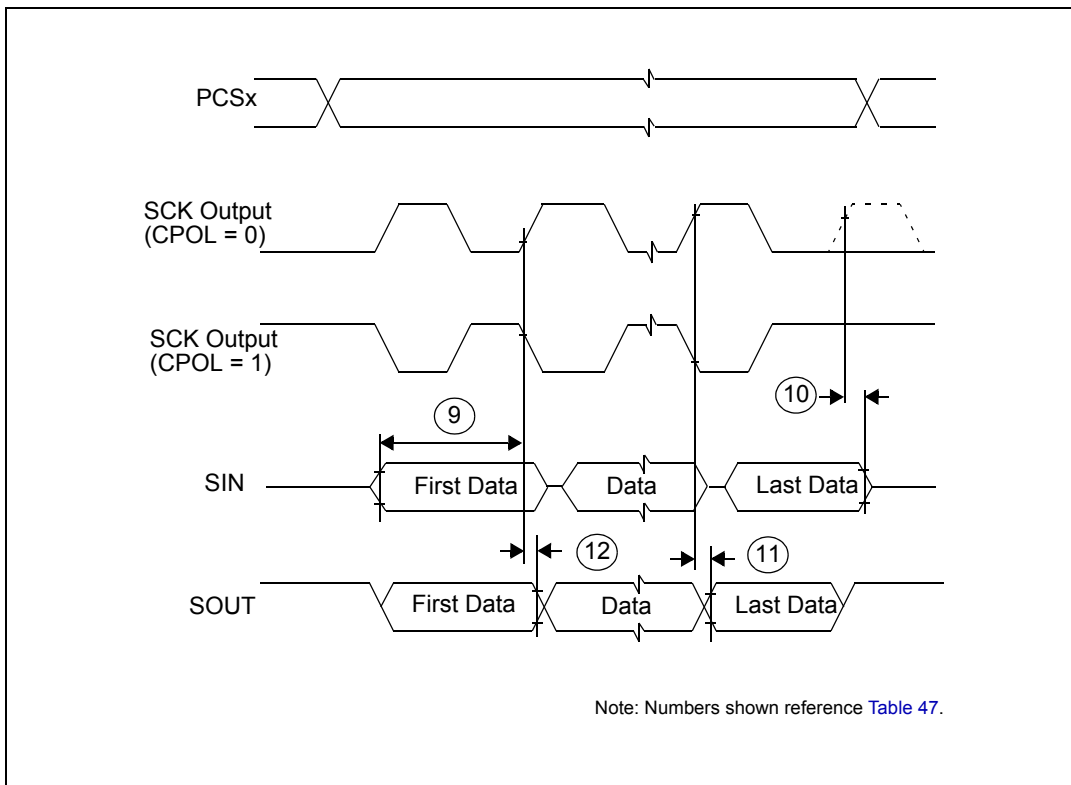 PCSx
SCK Output
(CPOL = 0)
SCK Output
(CPOL = 1)
10
9
SIN
First Data
Data
Last Data
12
11
SOUT
First Data
Data
Last Data
Note: Numbers shown reference Table 47.